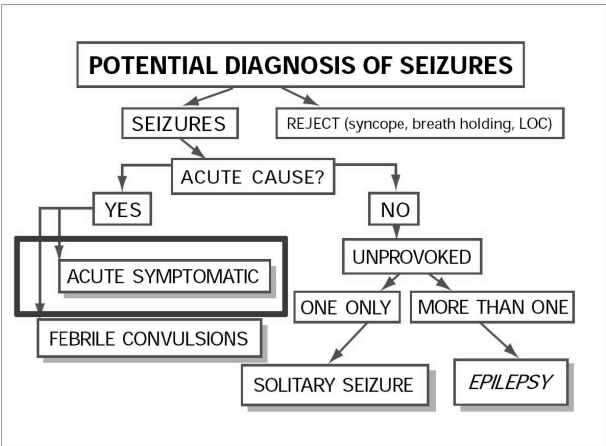 POTENTIAL DIAGNOSIS OF SEIZURES
SEIZURES
REJECT (syncope, breath holding, LOC)
ACUTE CAUSE?
YES
NO
UNPROVOKED
ACUTE SYMPTOMATIC
ONE ONLY
MORE THAN ONE
FEBRILE CONVULSIONS
SOLITARY SEIZURE
EPILEPSY